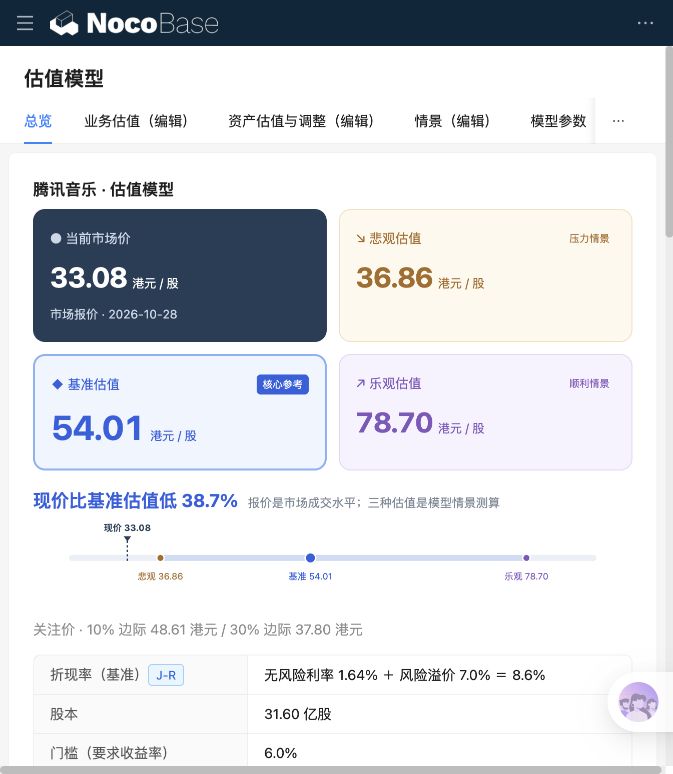 NocoBase
估值模型
总览 业务估值（编辑） 资产估值与调整（编辑） 情景（编辑） 模型参数 ···
腾讯音乐 · 估值模型
当前市场价
33.08 港元 / 股
市场报价 · 2026-10-28
↘ 悲观估值 压力情景
36.86 港元 / 股
◆ 基准估值 核心参考
54.01 港元 / 股
↗ 乐观估值 顺利情景
78.70 港元 / 股
现价比基准估值低 38.7% 报价是市场成交水平；三种估值是模型情景测算
现价 33.08
悲观 36.86 基准 54.01 乐观 78.70
关注价 · 10% 边际 48.61 港元 / 30% 边际 37.80 港元
折现率（基准） J-R 无风险利率 1.64% ＋ 风险溢价 7.0% ＝ 8.6%
股本 31.60 亿股
门槛（要求收益率） 6.0%